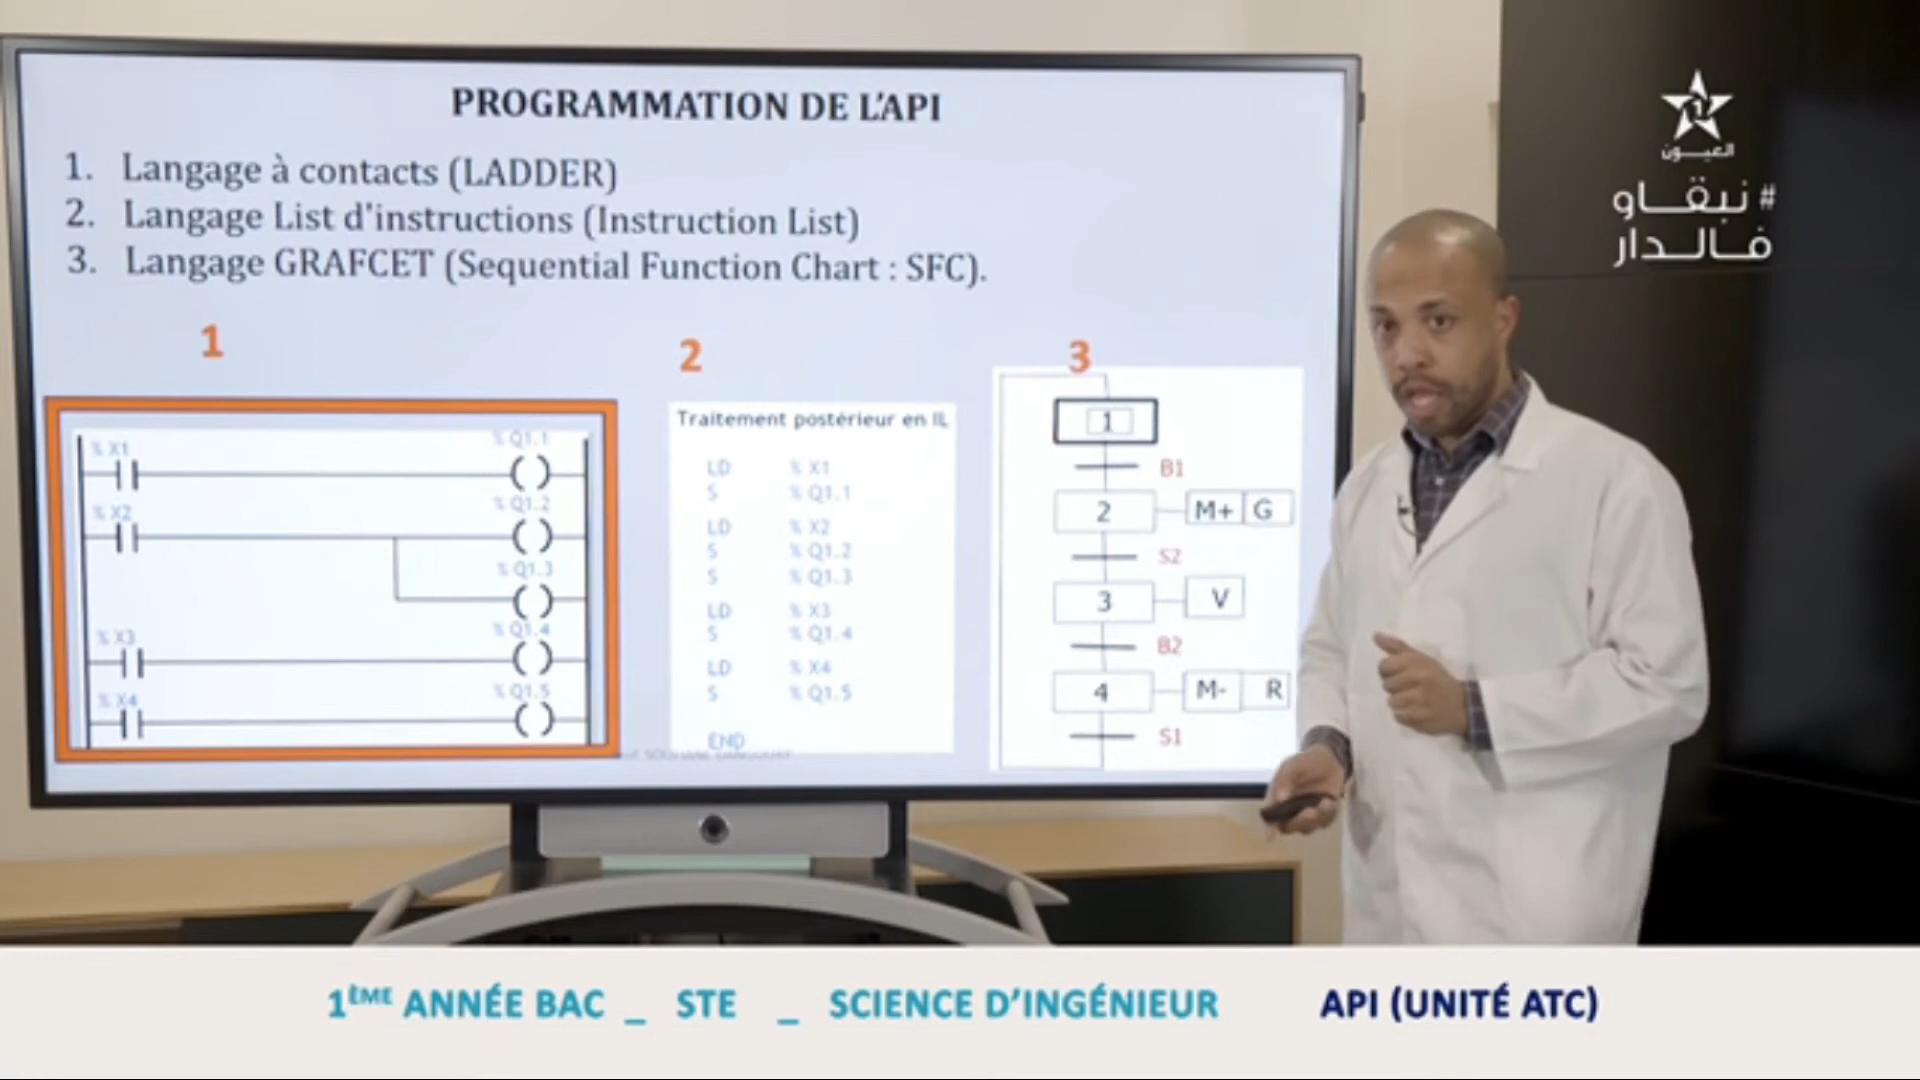 PROGRAMMATION DE L'API
1. Langage à contacts (LADDER)
2. Langage List d'instructions (Instruction List)
3. Langage GRAFCET (Sequential Function Chart : SFC).
1
2
3
% X1
% Q1.1
% X2
% Q1.2
% Q1.3
% X3
% Q1.4
% X4
% Q1.5
Traitement postérieur en IL
LD % X1
S % Q1.1
LD % X2
S % Q1.2
S % Q1.3
LD % X3
S % Q1.4
LD % X4
S % Q1.5
END
1
B1
2 M+ G
S2
3 V
B2
4 M- R
S1
1
العيون
#نبقاو
فالدار
1ÈME ANNÉE BAC _ STE _ SCIENCE D'INGÉNIEUR API (UNITÉ ATC)